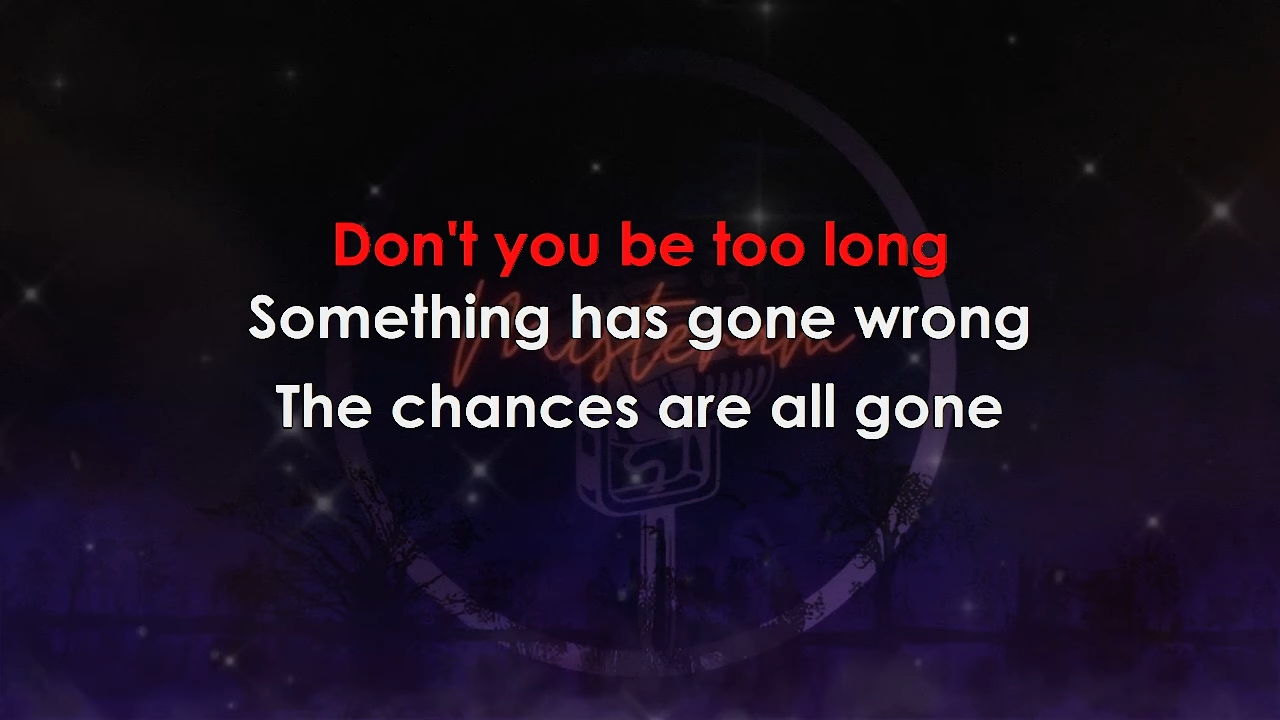 Don't you be too long
Something has gone wrong
The chances are all gone